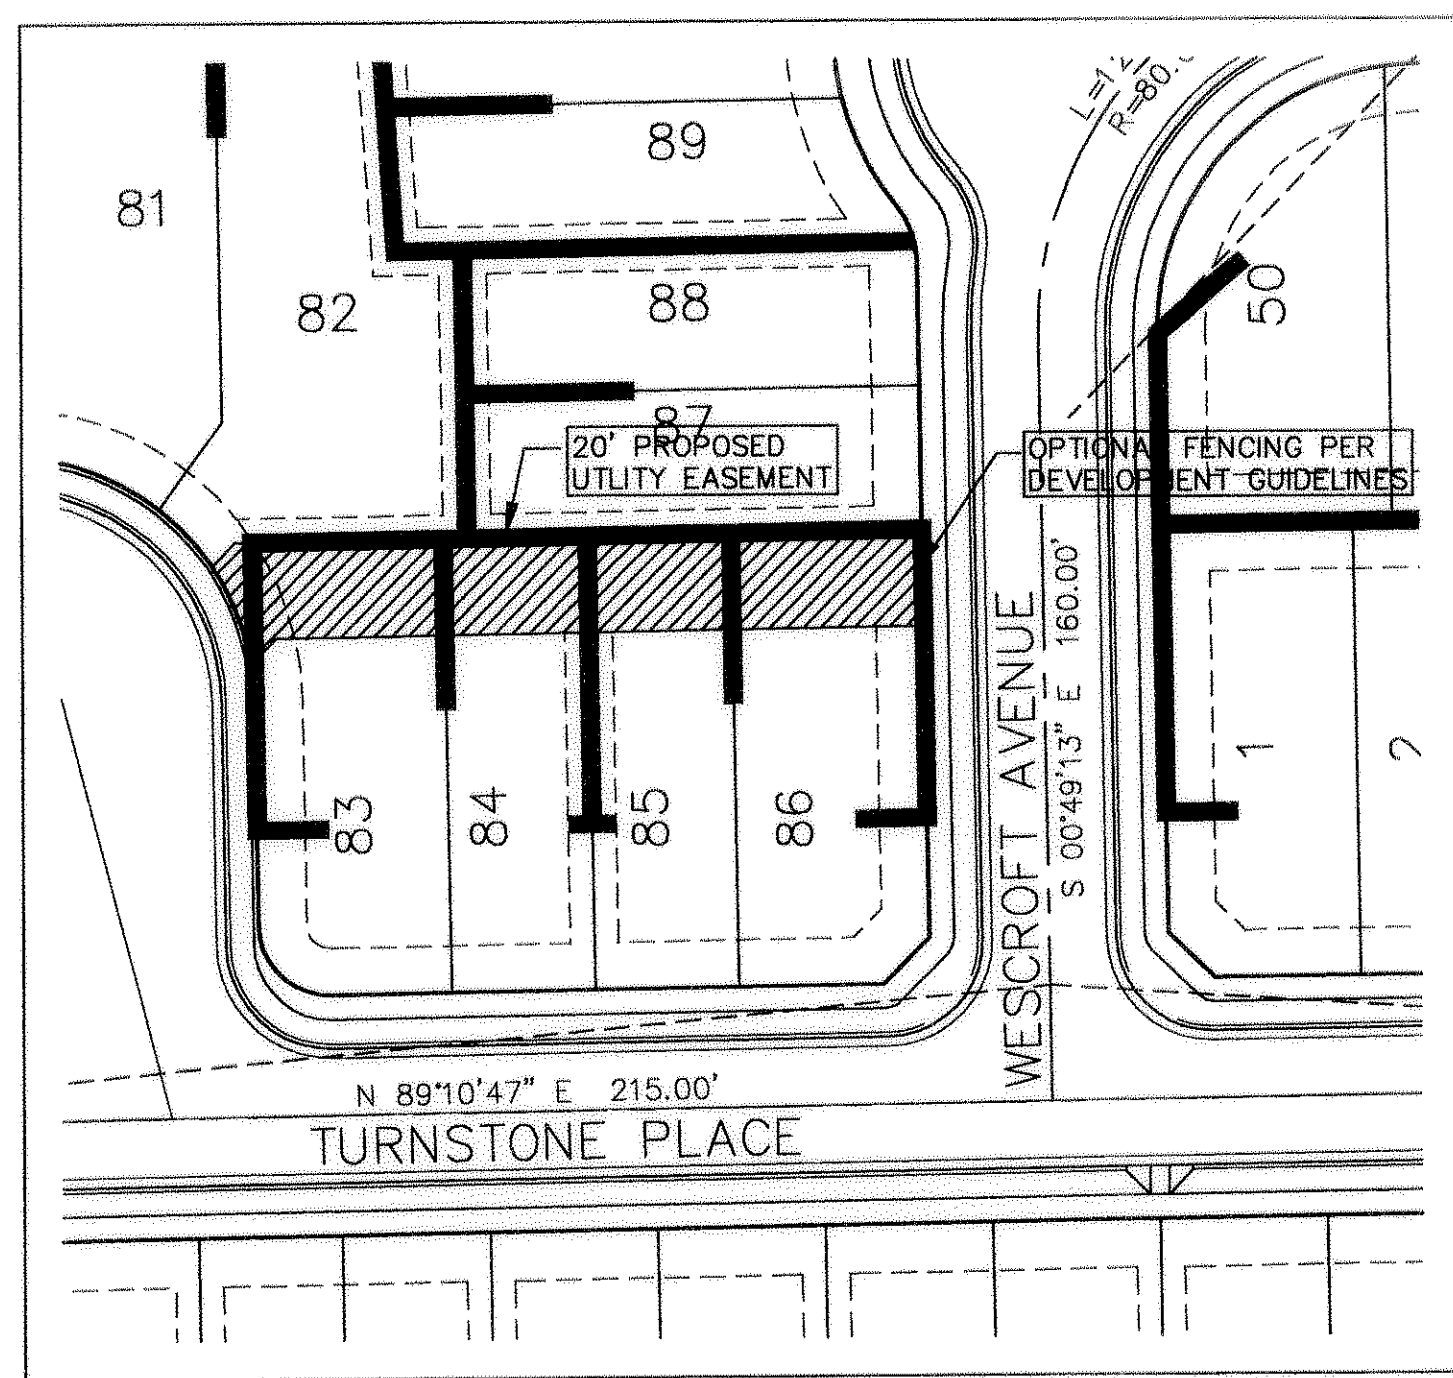 81
82
89
88
87
20' PROPOSED
UTLITY EASEMENT
OPTIONAL FENCING PER
DEVELOPMENT GUIDELINES
50
83
84
85
86
1
2
WESCROFT AVENUE
S 00°49'13" E 160.00'
N 89°10'47" E 215.00'
TURNSTONE PLACE